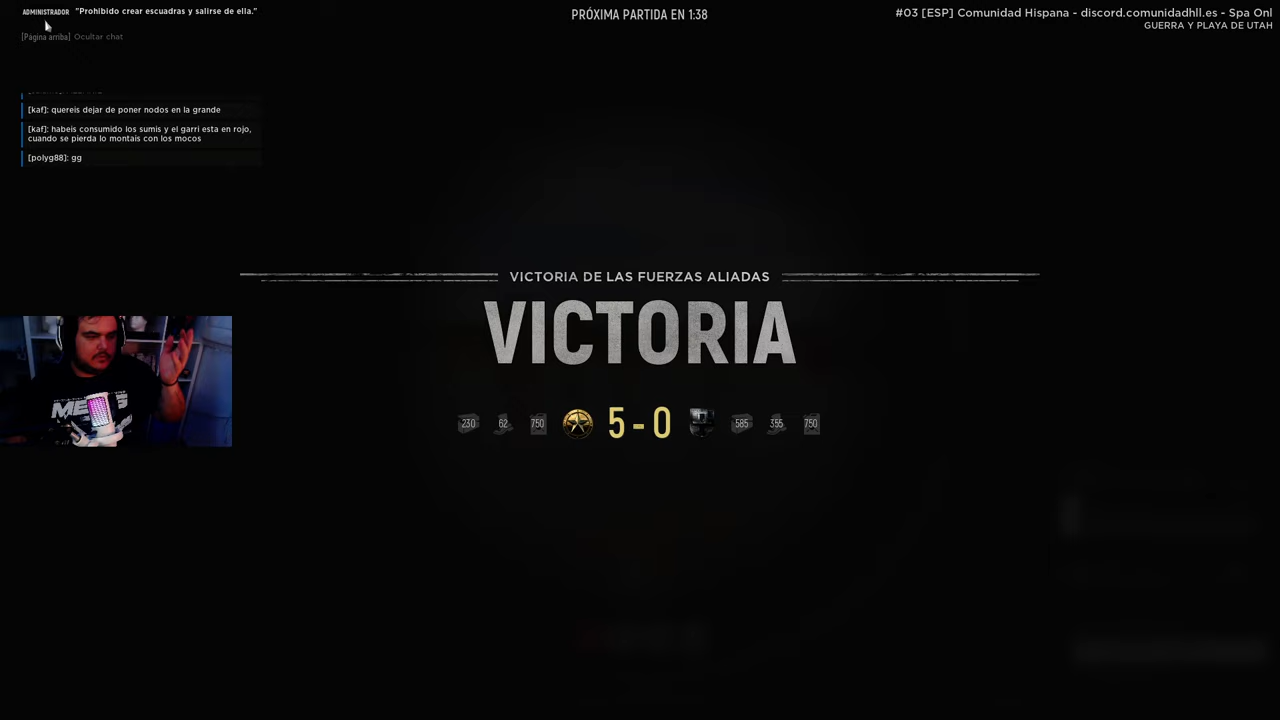 ADMINISTRADOR "Prohibido crear escuadras y salirse de ella."
[Página arriba] Ocultar chat
PRÓXIMA PARTIDA EN 1:38
#03 [ESP] Comunidad Hispana - discord.comunidadhll.es - Spa Onl
GUERRA Y PLAYA DE UTAH
[kaf]: quereis dejar de poner nodos en la grande
[kaf]: habeis consumido los sumis y el garri esta en rojo,
cuando se pierda lo montais con los mocos
[polyg88]: gg
VICTORIA DE LAS FUERZAS ALIADAS
VICTORIA
230 62 750 5 - 0 585 355 750